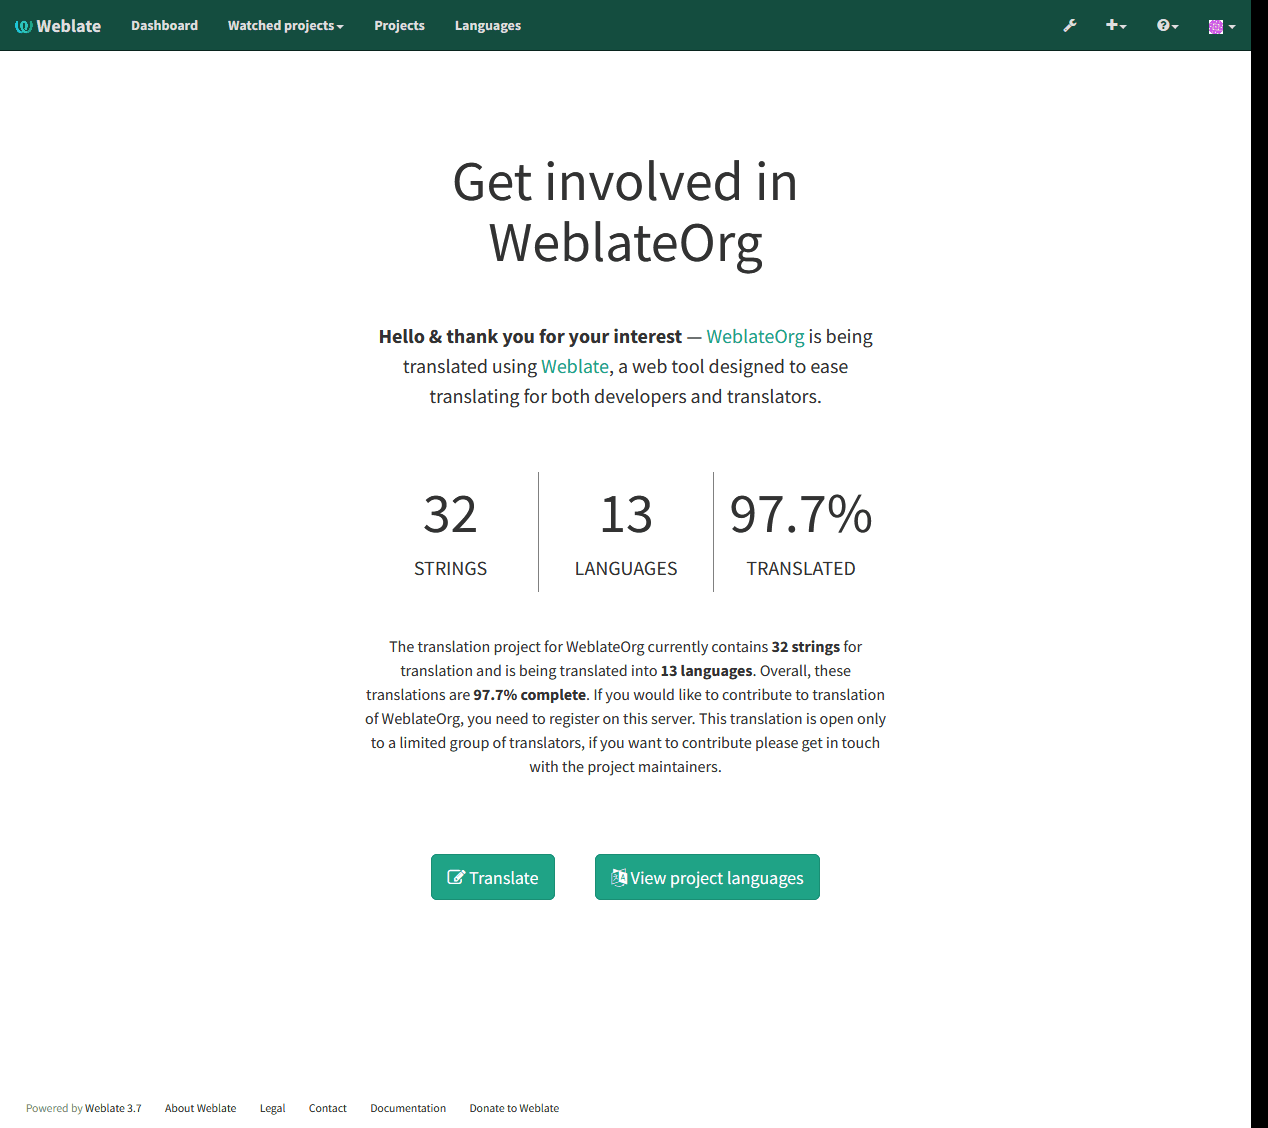 Weblate Dashboard Watched projects Projects Languages
Get involved in
WeblateOrg
Hello & thank you for your interest — WeblateOrg is being
translated using Weblate, a web tool designed to ease
translating for both developers and translators.
32 13 97.7%
STRINGS LANGUAGES TRANSLATED
The translation project for WeblateOrg currently contains 32 strings for
translation and is being translated into 13 languages. Overall, these
translations are 97.7% complete. If you would like to contribute to translation
of WeblateOrg, you need to register on this server. This translation is open only
to a limited group of translators, if you want to contribute please get in touch
with the project maintainers.
Translate View project languages
Powered by Weblate 3.7 About Weblate Legal Contact Documentation Donate to Weblate